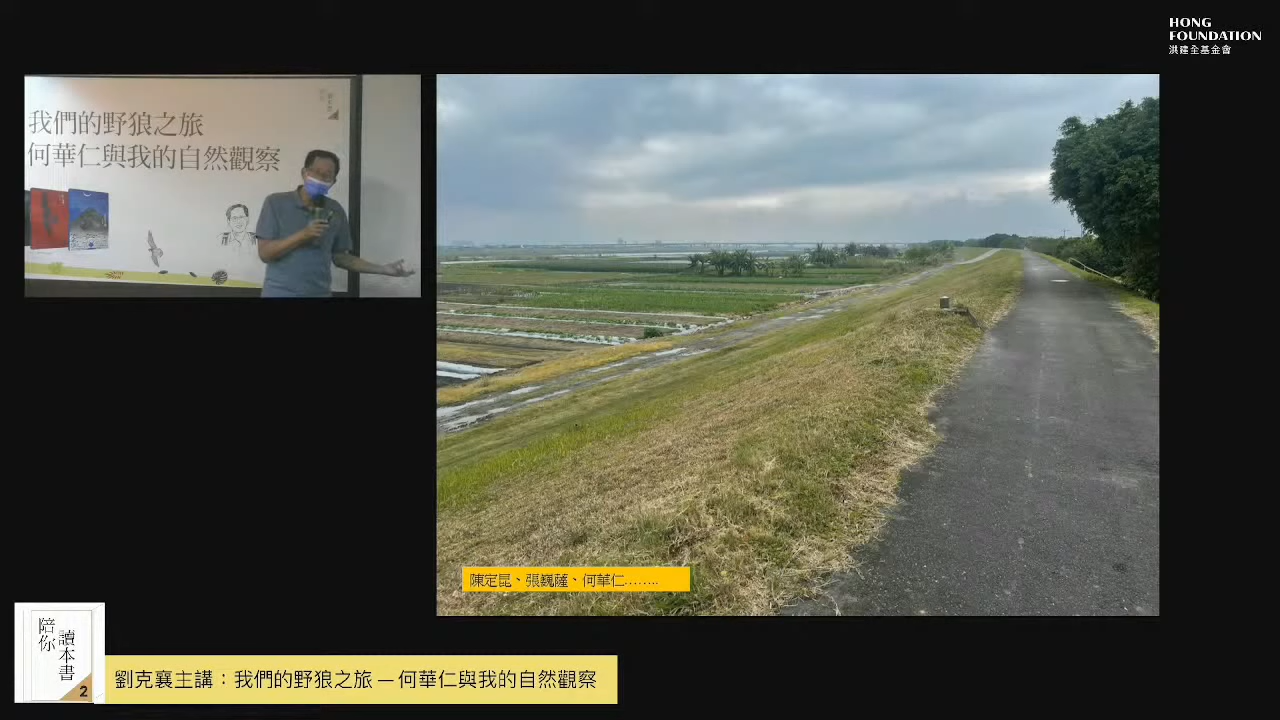 HONG
FOUNDATION
洪建全基金會
我們的野狼之旅
何華仁與我的自然觀察
陳定昆、張巍薩、何華仁........
陪你
讀本書
2
劉克襄主講：我們的野狼之旅 — 何華仁與我的自然觀察